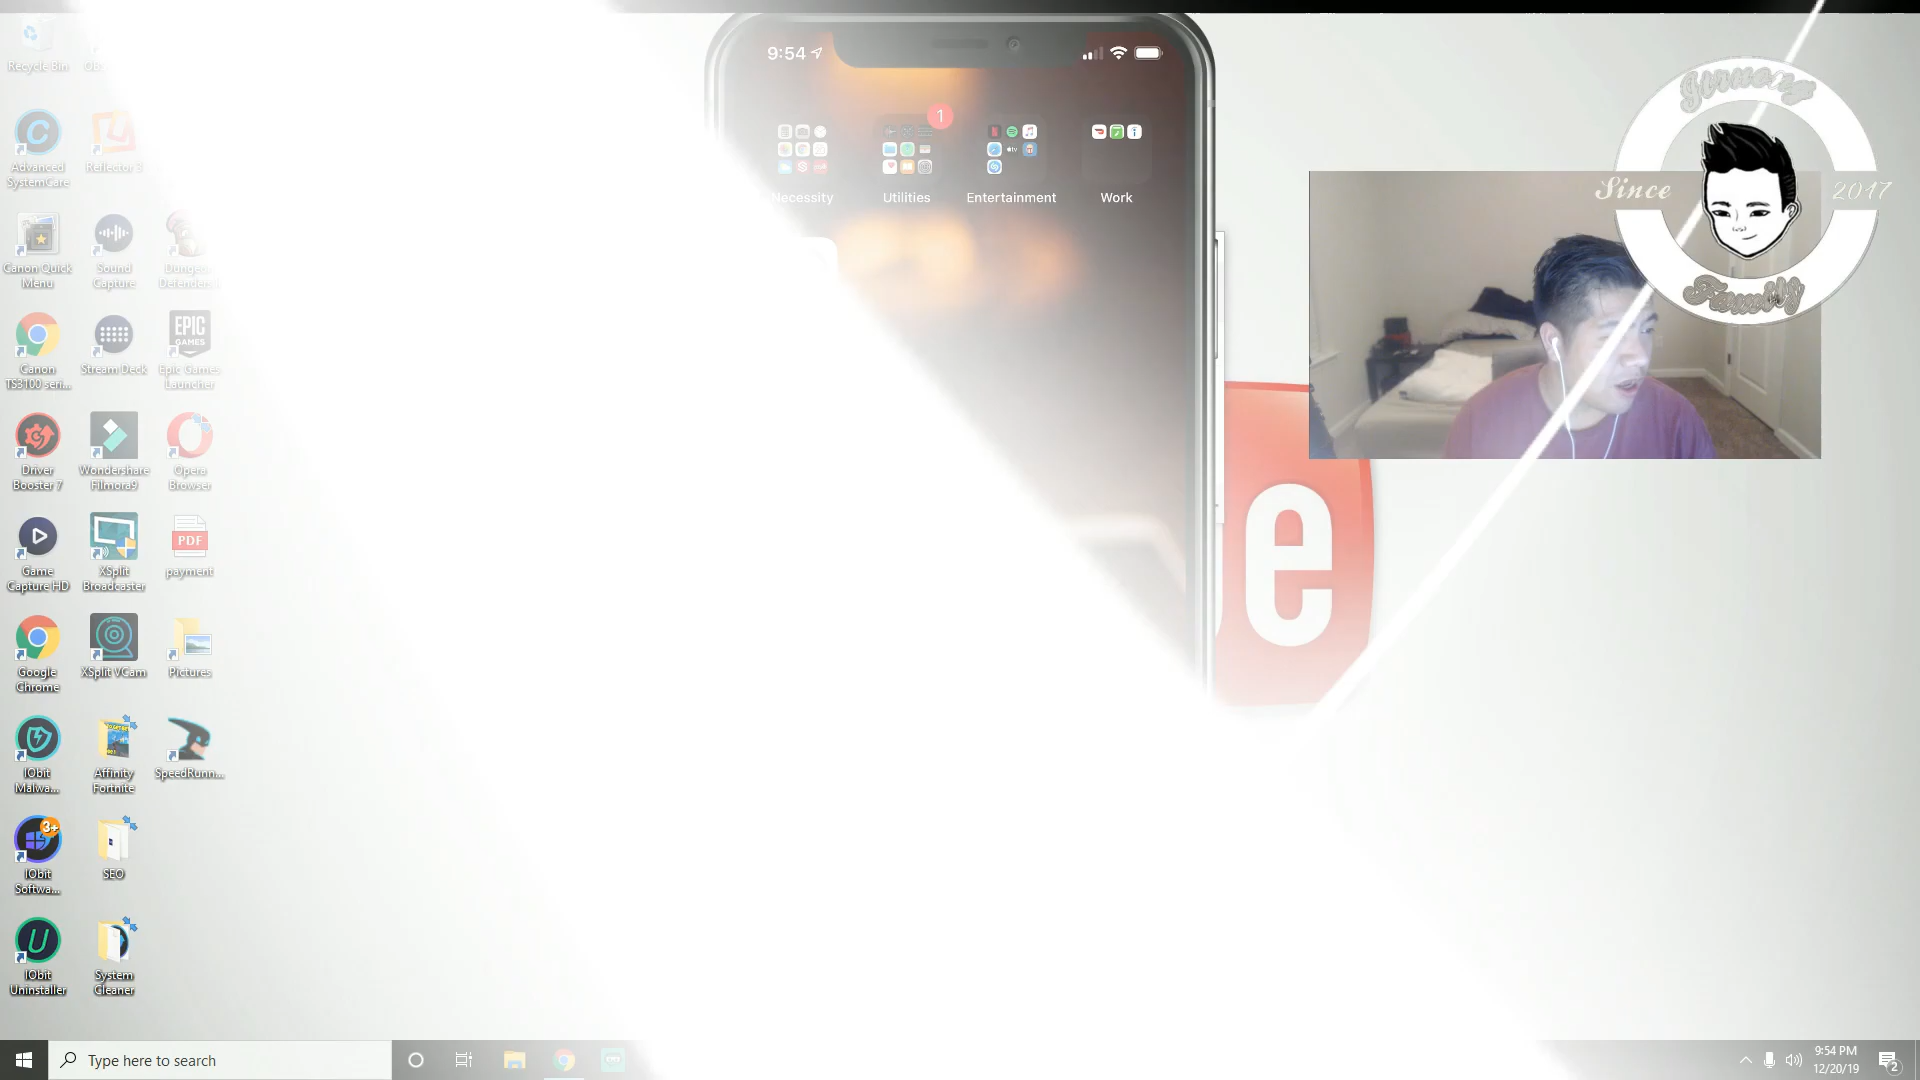 9:54
1
Necessity
Utilities
Entertainment
Work
Since
2017
Family
e
Recycle Bin
Advanced
SystemCare
Reflector 3
Canon Quick
Menu
Sound
Capture
Canon
TS3100 seri...
Stream Deck
EPIC
GAMES
Epic Games
Launcher
Driver
Booster 7
Wondershare
Filmora9
Opera
Browser
Game
Capture HD
XSplit
Broadcaster
PDF
payment
Google
Chrome
XSplit VCam
Pictures
IObit
Malwa...
Affinity
Fortnite
SpeedRunn...
3+
IObit
Softwa...
SEO
IObit
Uninstaller
System
Cleaner
Type here to search
9:54 PM
12/20/19
2